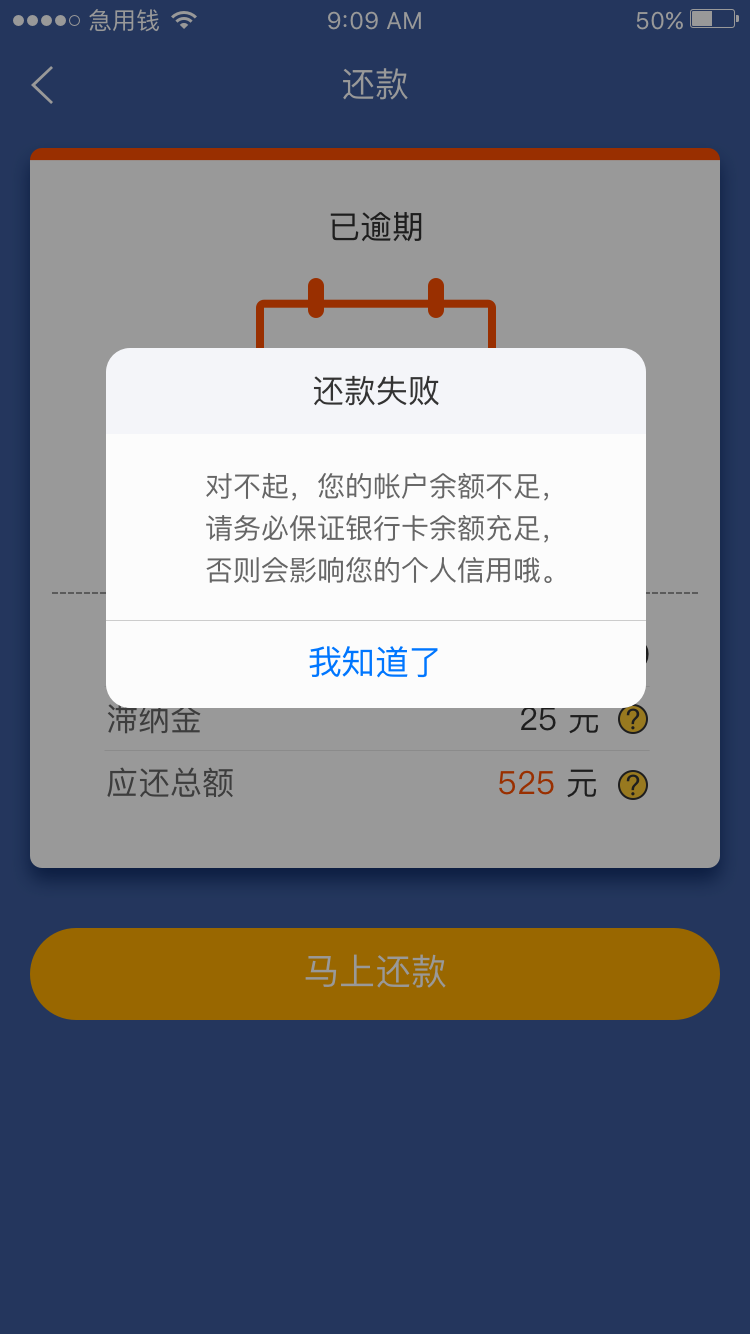 急用钱 9:09 AM 50%
还款
已逾期
还款失败
对不起，您的帐户余额不足，
请务必保证银行卡余额充足，
否则会影响您的个人信用哦。
我知道了
滞纳金 25 元 ?
应还总额 525 元 ?
马上还款